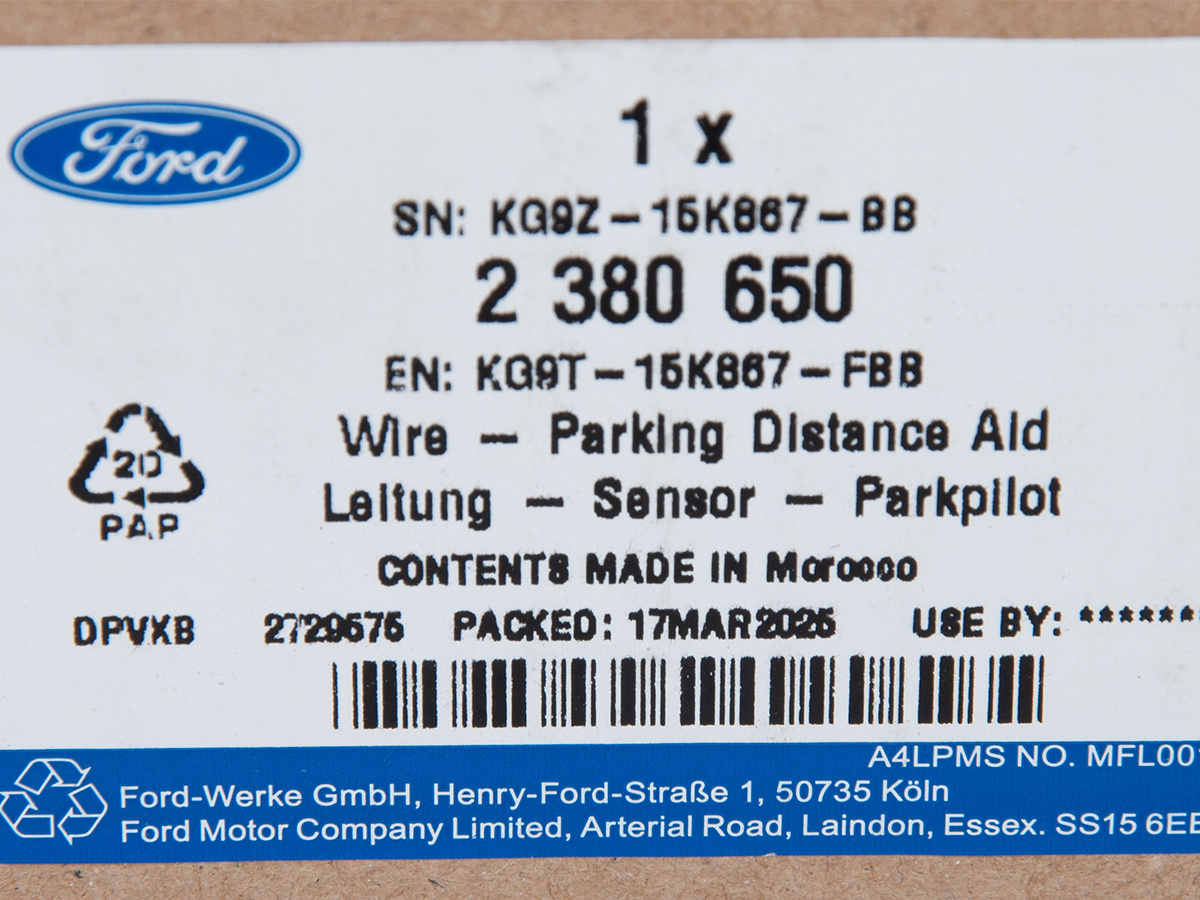 Ford
1 x
SN: KG9Z-15K867-BB
2 380 650
EN: KG9T-15K867-FBB
Wire - Parking Distance Aid
Leitung - Sensor - Parkpilot
20
PAP
CONTENTS MADE IN Morocco
DPVXB 2729575 PACKED: 17MAR2025 USE BY: ******
A4LPMS NO. MFL001
Ford-Werke GmbH, Henry-Ford-Straße 1, 50735 Köln
Ford Motor Company Limited, Arterial Road, Laindon, Essex. SS15 6EE